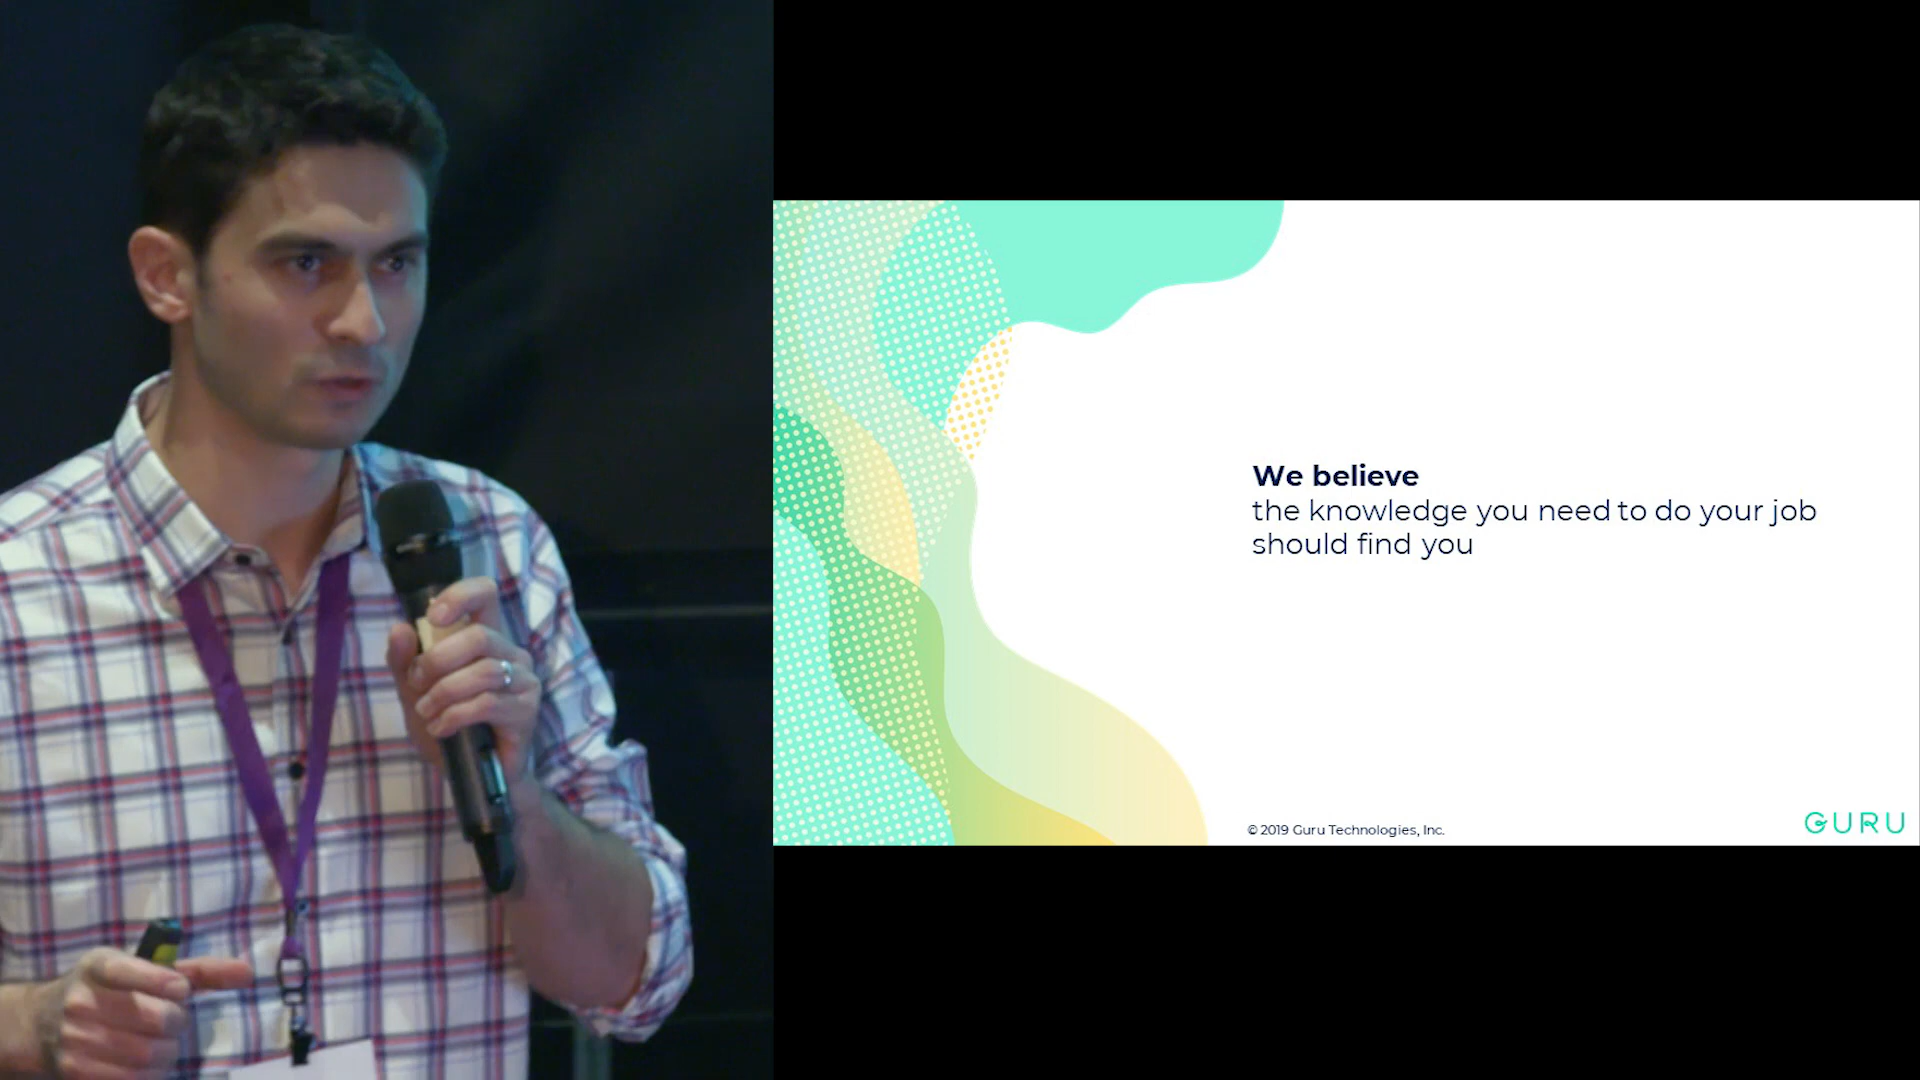 We believe
the knowledge you need to do your job
should find you
© 2019 Guru Technologies, Inc.
GURU